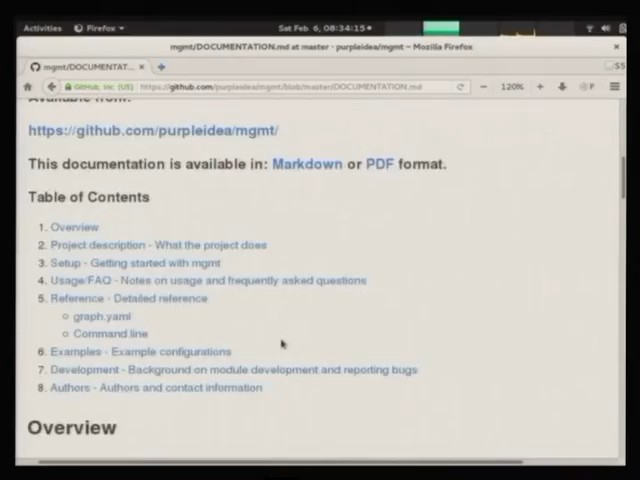 Activities Firefox Sat Feb 6, 08:34:15
mgmt/DOCUMENTATION.md at master · purpleidea/mgmt – Mozilla Firefox
mgmt/DOCUMENTAT...
GitHub, Inc. (US) https://github.com/purpleidea/mgmt/blob/master/DOCUMENTATION.md 120%
Available from:
https://github.com/purpleidea/mgmt/
This documentation is available in: Markdown or PDF format.
Table of Contents
1. Overview
2. Project description - What the project does
3. Setup - Getting started with mgmt
4. Usage/FAQ - Notes on usage and frequently asked questions
5. Reference - Detailed reference
graph.yaml
Command line
6. Examples - Example configurations
7. Development - Background on module development and reporting bugs
8. Authors - Authors and contact information
Overview